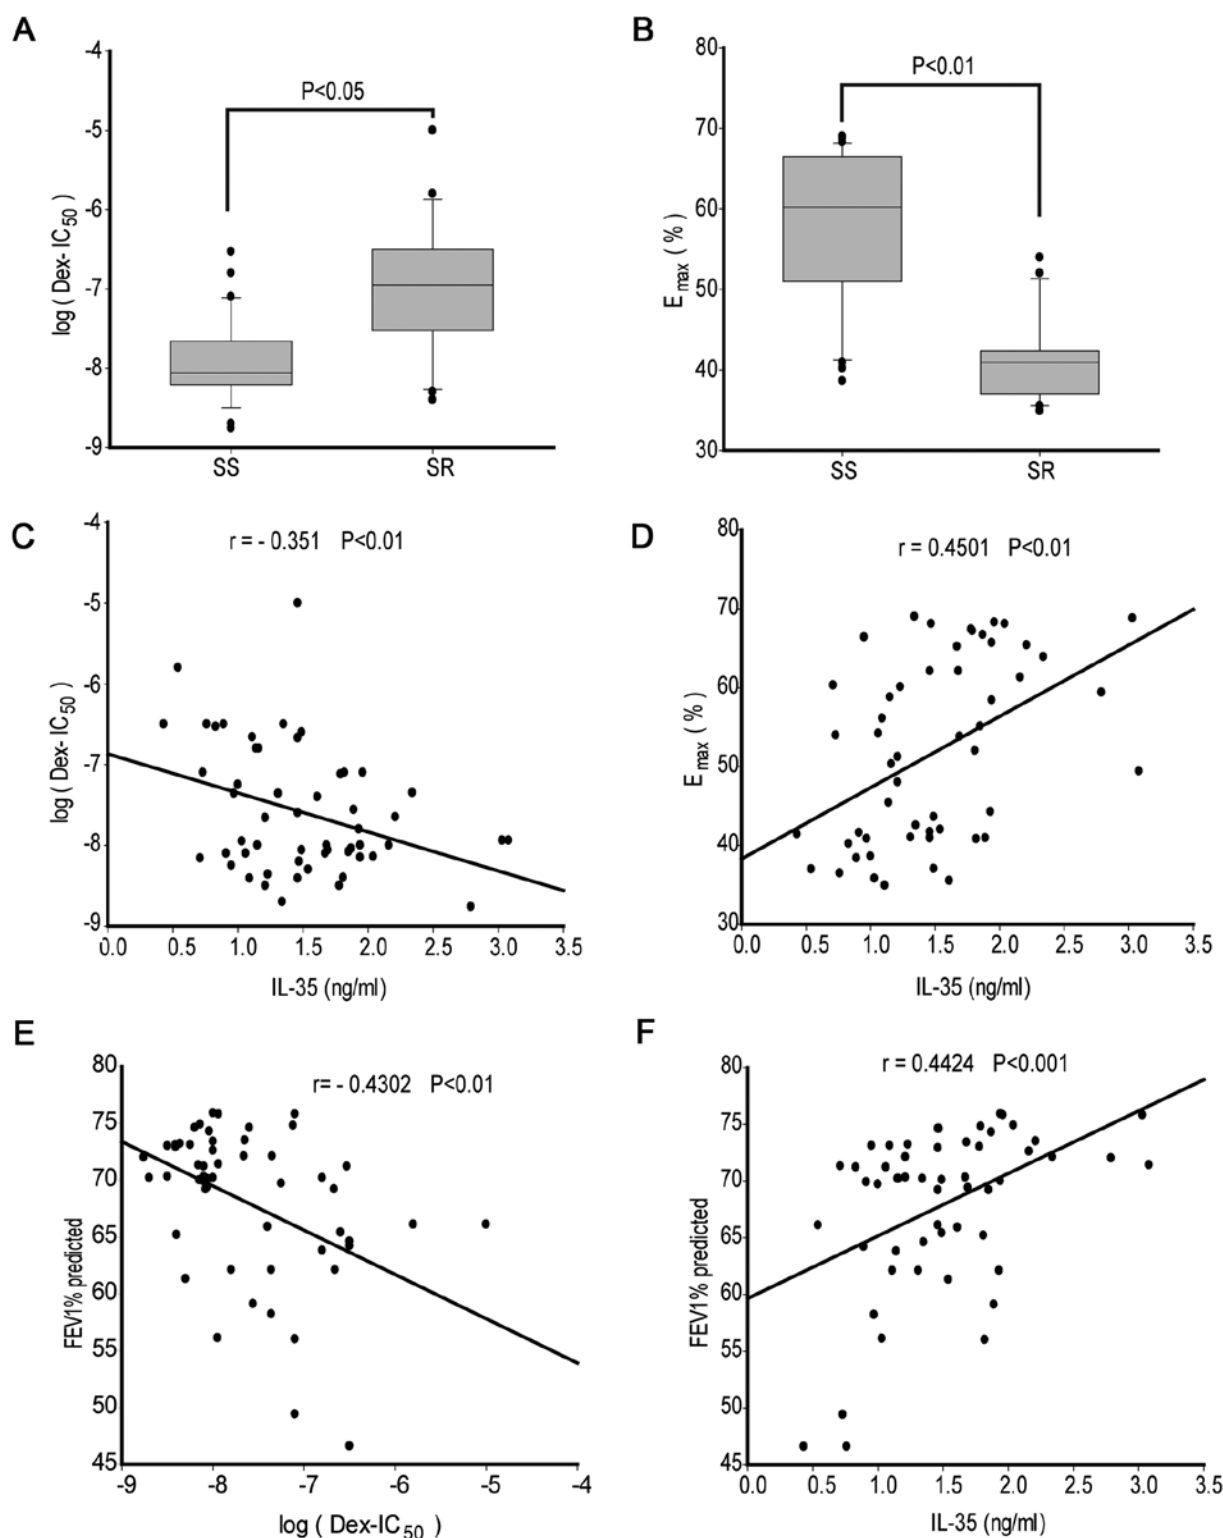 A
-4
-5
-6
-7
-8
-9
log ( Dex- IC50 )
P<0.05
SS SR
B
80
70
60
50
40
30
Emax ( % )
P<0.01
SS SR
C
-4
-5
-6
-7
-8
-9
log ( Dex- IC50 )
r = - 0.351 P<0.01
0.0 0.5 1.0 1.5 2.0 2.5 3.0 3.5
IL-35 (ng/ml)
D
80
70
60
50
40
30
Emax ( % )
r = 0.4501 P<0.01
0.0 0.5 1.0 1.5 2.0 2.5 3.0 3.5
IL-35 (ng/ml)
E
80
75
70
65
60
55
50
45
FEV1% predicted
r= - 0.4302 P<0.01
-9 -8 -7 -6 -5 -4
log ( Dex-IC50 )
F
80
75
70
65
60
55
50
45
FEV1% predicted
r = 0.4424 P<0.001
0.0 0.5 1.0 1.5 2.0 2.5 3.0 3.5
IL-35 (ng/ml)